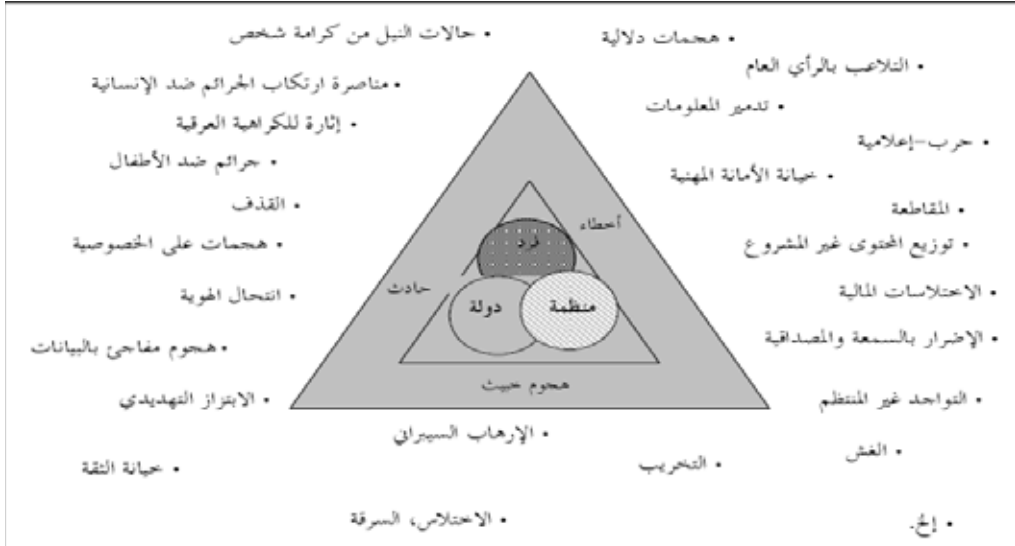 • هجمات دلالية
• حالات النيل من كرامة شخص
• التلاعب بالرأي العام
• مناصرة ارتكاب الجرائم ضد الإنسانية
• تدمير المعلومات
• إثارة للكراهية العرقية
• حرب-إعلامية
• جرائم ضد الأطفال
• خيانة الأمانة المهنية
• القذف
• المقاطعة
أخطاء
فرد
• هجمات على الخصوصية
• توزيع المحتوى غير المشروع
حادث
• انتحال الهوية
• الاختلاسات المالية
منظمة
دولة
• الإضرار بالسمعة والمصداقية
• هجوم مفاجئ بالبيانات
هجوم خبيث
• التواجد غير المنتظم
• الابتزاز التهديدي
• الإرهاب السيبراني
• الغش
• التخريب
• خيانة الثقة
• الاختلاس، السرقة
• إلخ.